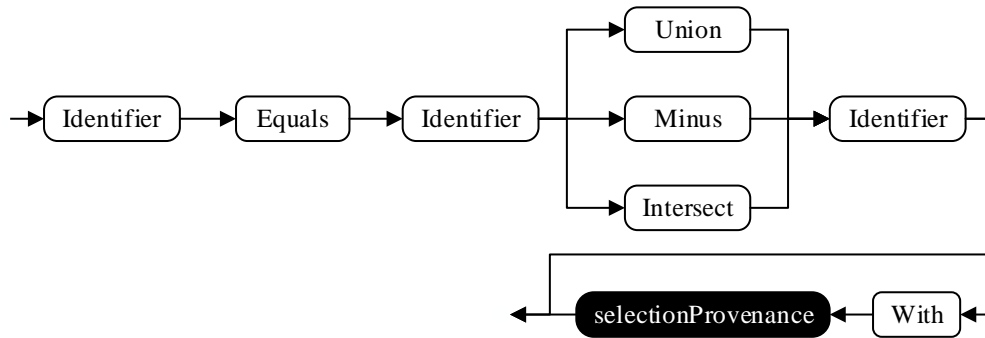 Union
Identifier Equals Identifier Minus Identifier
Intersect
selectionProvenance With